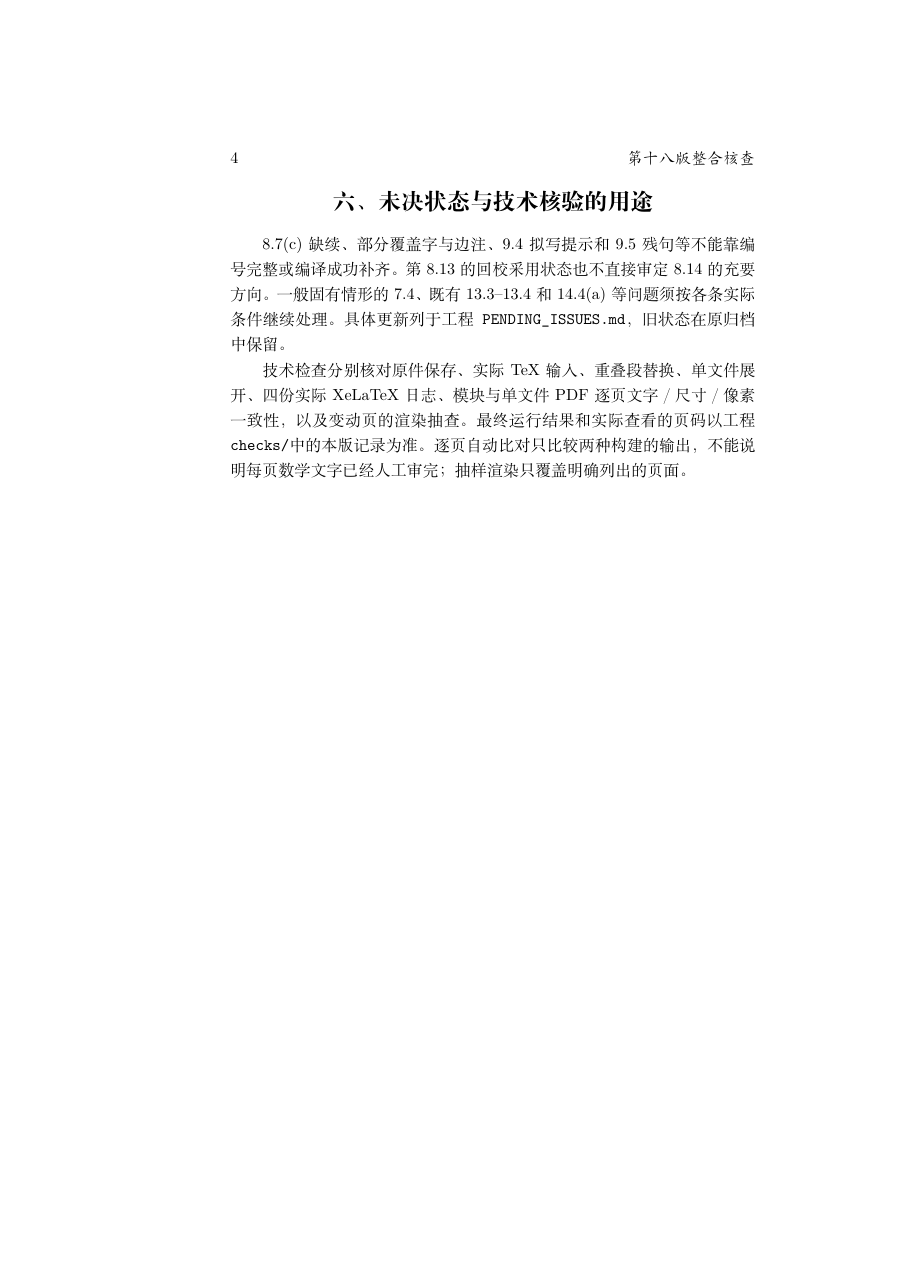 4 第十八版整合核查
六、未决状态与技术核验的用途
8.7(c) 缺续、部分覆盖字与边注、9.4 拟写提示和 9.5 残句等不能靠编
号完整或编译成功补齐。第 8.13 的回校采用状态也不直接审定 8.14 的充要
方向。一般固有情形的 7.4、既有 13.3–13.4 和 14.4(a) 等问题须按各条实际
条件继续处理。具体更新列于工程 PENDING_ISSUES.md，旧状态在原归档
中保留。
技术检查分别核对原件保存、实际 TeX 输入、重叠段替换、单文件展
开、四份实际 XeLaTeX 日志、模块与单文件 PDF 逐页文字 / 尺寸 / 像素
一致性，以及变动页的渲染抽查。最终运行结果和实际查看的页码以工程
checks/中的本版记录为准。逐页自动比对只比较两种构建的输出，不能说
明每页数学文字已经人工审完；抽样渲染只覆盖明确列出的页面。